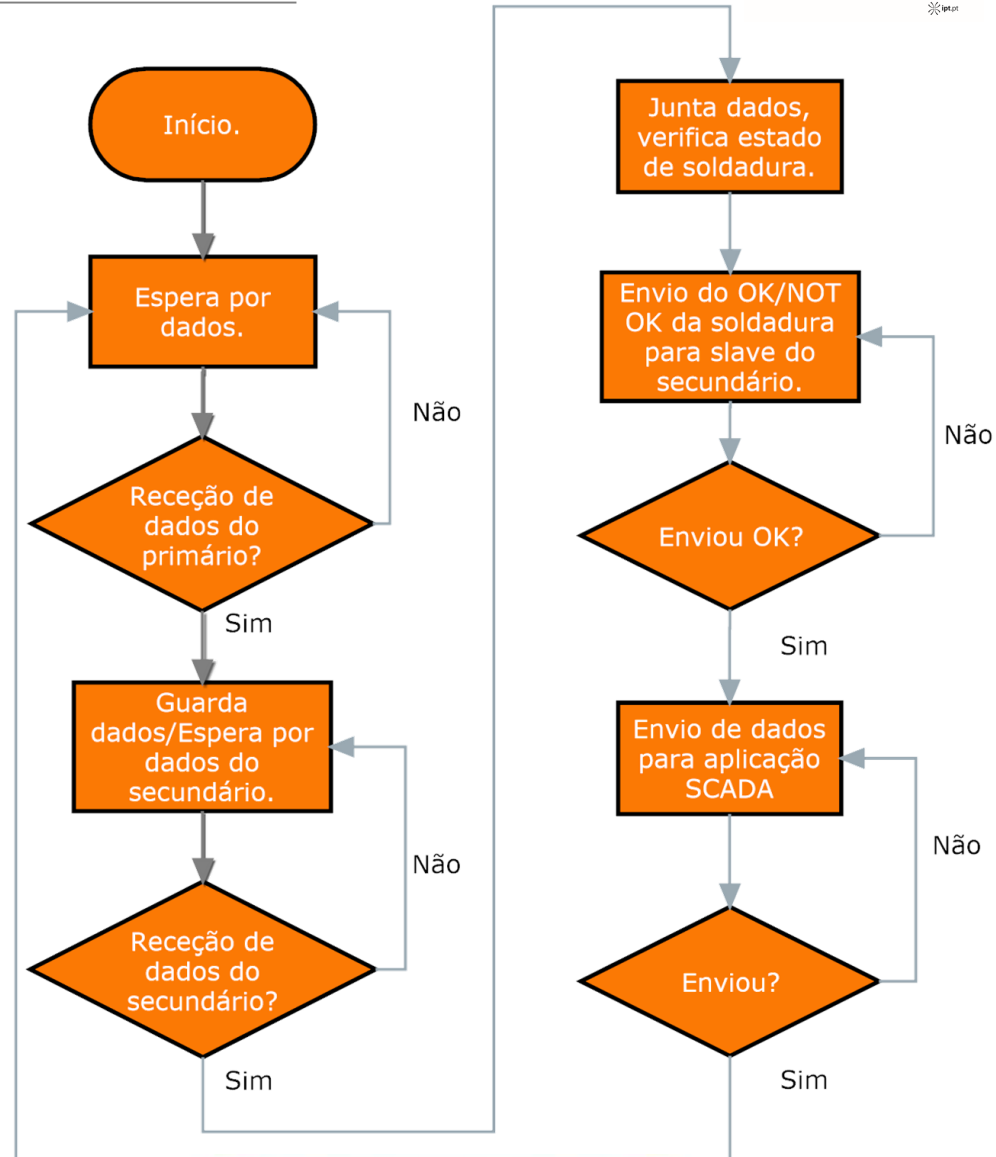 ipt.pt
Início.
Espera por
dados.
Não
Receção de
dados do
primário?
Sim
Guarda
dados/Espera por
dados do
secundário.
Não
Receção de
dados do
secundário?
Sim
Junta dados,
verifica estado
de soldadura.
Envio do OK/NOT
OK da soldadura
para slave do
secundário.
Não
Enviou OK?
Sim
Envio de dados
para aplicação
SCADA
Não
Enviou?
Sim